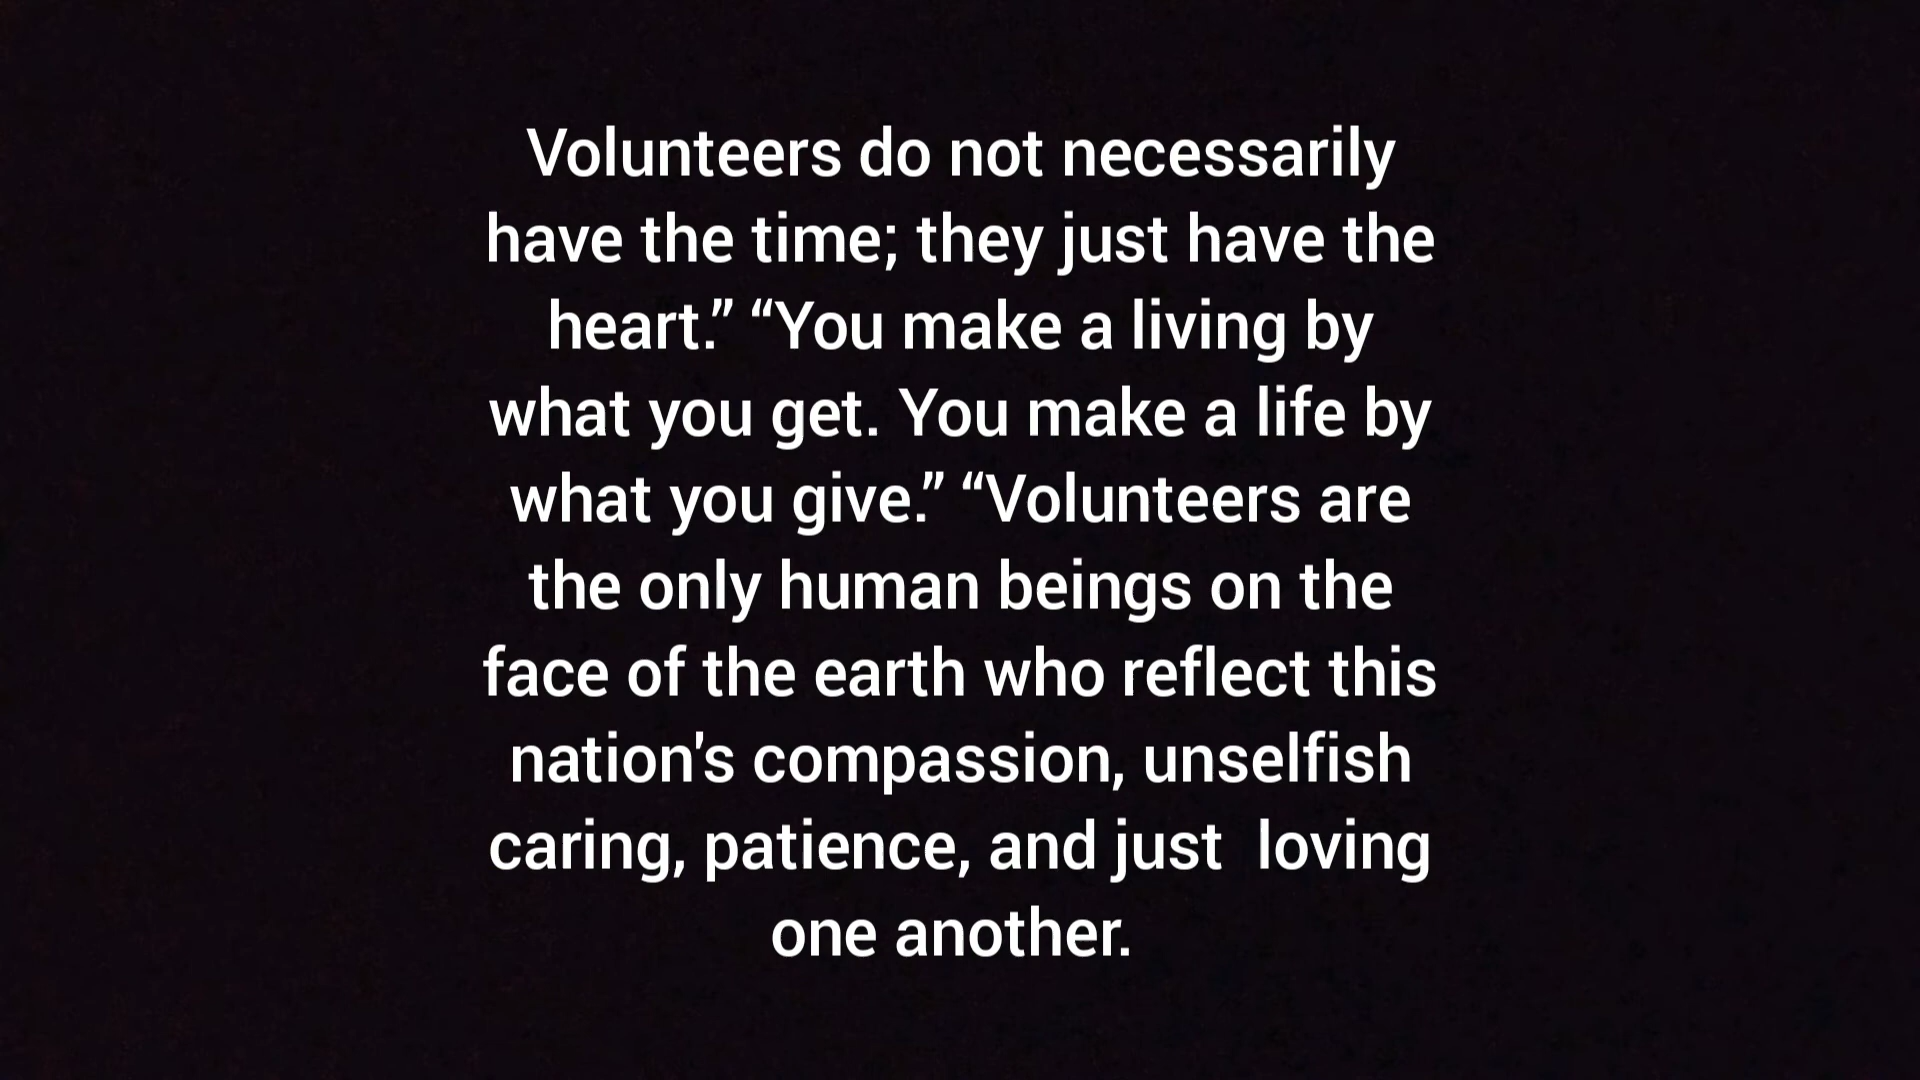 Volunteers do not necessarily
have the time; they just have the
heart.” “You make a living by
what you get. You make a life by
what you give.” “Volunteers are
the only human beings on the
face of the earth who reflect this
nation's compassion, unselfish
caring, patience, and just  loving
one another.